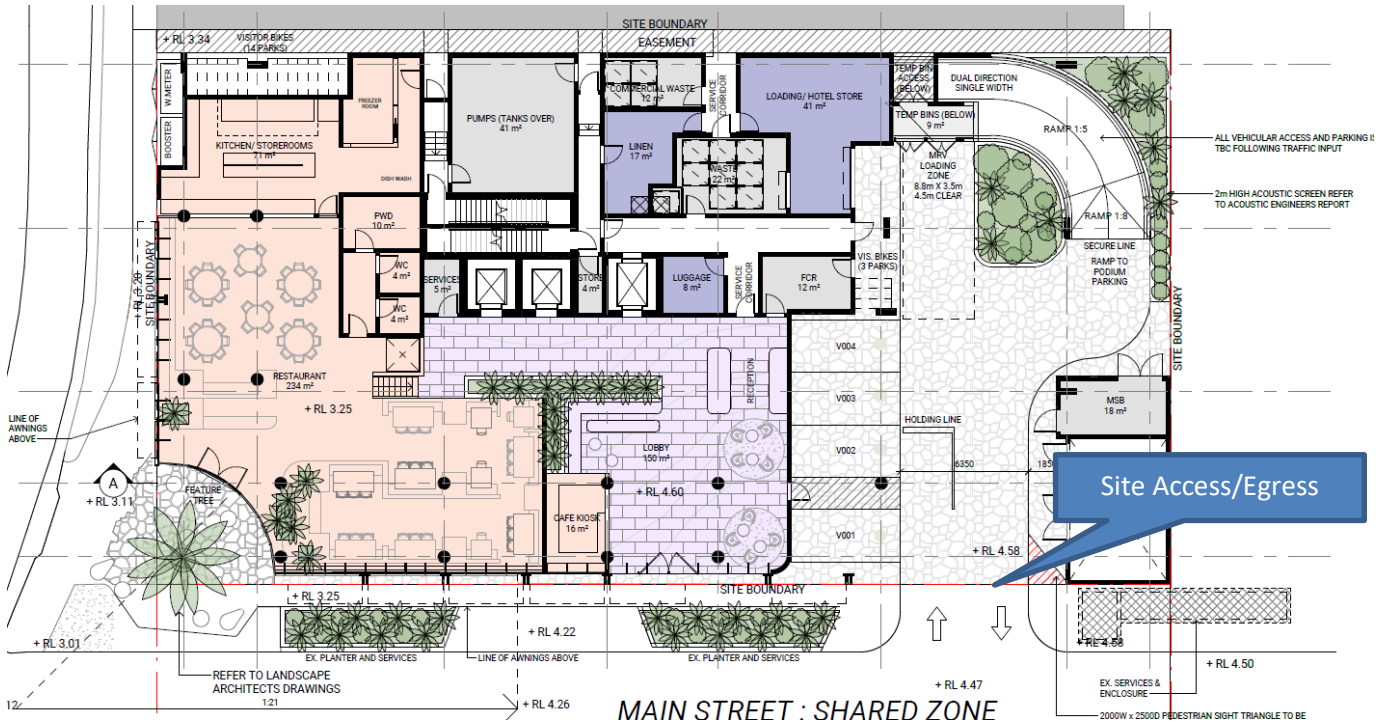 SITE BOUNDARY
EASEMENT
+ RL 3.34
VISITOR BIKES
(14 PARKS)
W.METER
BOOSTER
FREEZER
ROOM
KITCHEN/ STOREROOMS
71 m²
DISH WASH
PUMPS (TANKS OVER)
41 m²
COMMERCIAL WASTE
12 m²
SERVICE
CORRIDOR
LOADING/ HOTEL STORE
41 m²
TEMP BIN
ACCESS
(BELOW)
DUAL DIRECTION
SINGLE WIDTH
TEMP BINS (BELOW)
9 m²
RAMP 1:5
ALL VEHICULAR ACCESS AND PARKING IS
TBC FOLLOWING TRAFFIC INPUT
LINEN
17 m²
WASTE
22 m²
MRV
LOADING
ZONE
8.8m X 3.5m
4.5m CLEAR
2m HIGH ACOUSTIC SCREEN REFER
TO ACOUSTIC ENGINEERS REPORT
RAMP 1:8
SECURE LINE
RAMP TO
PODIUM
PARKING
PWD
10 m²
WC
4 m²
WC
4 m²
SERVICES
5 m²
STORE
4 m²
LUGGAGE
8 m²
SERVICE
CORRIDOR
FCR
12 m²
VIS. BIKES
(3 PARKS)
+ RL 3.20
SITE BOUNDARY
SITE BOUNDARY
RESTAURANT
234 m²
+ RL 3.25
RECEPTION
V004
V003
V002
V001
HOLDING LINE
6350
1850
MSB
18 m²
LINE OF
AWNINGS
ABOVE
A
+ RL 3.11
FEATURE
TREE
LOBBY
150 m²
+ RL 4.60
CAFE KIOSK
16 m²
Site Access/Egress
+ RL 4.58
SITE BOUNDARY
+ RL 3.25
+ RL 3.01
+ RL 4.22
EX. PLANTER AND SERVICES
LINE OF AWNINGS ABOVE
EX. PLANTER AND SERVICES
+ RL 4.58
+ RL 4.50
REFER TO LANDSCAPE
ARCHITECTS DRAWINGS
1:21
12
+ RL 4.26
+ RL 4.47
EX. SERVICES &
ENCLOSURE
MAIN STREET : SHARED ZONE
2000W x 2500D PEDESTRIAN SIGHT TRIANGLE TO BE